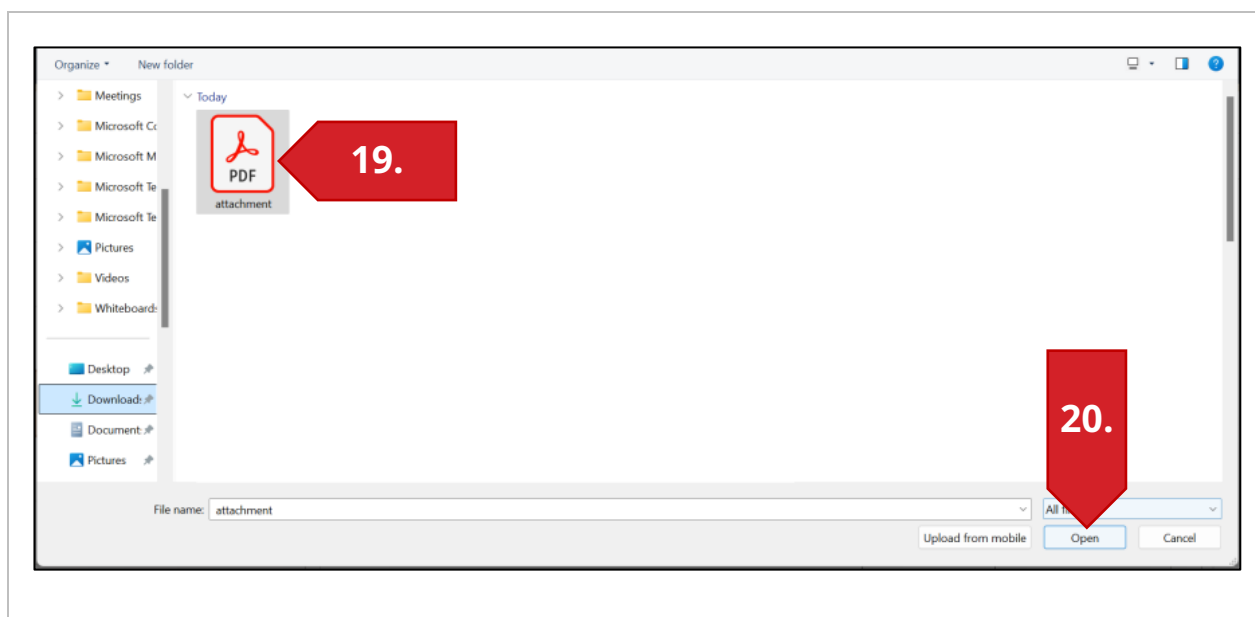 Organize New folder
Meetings
Today
Microsoft Co
Microsoft M
Microsoft Te
Microsoft Te
Pictures
Videos
Whiteboards
PDF
attachment
19.
Desktop
Downloads
Documents
Pictures
20.
File name: attachment
All
Upload from mobile Open Cancel